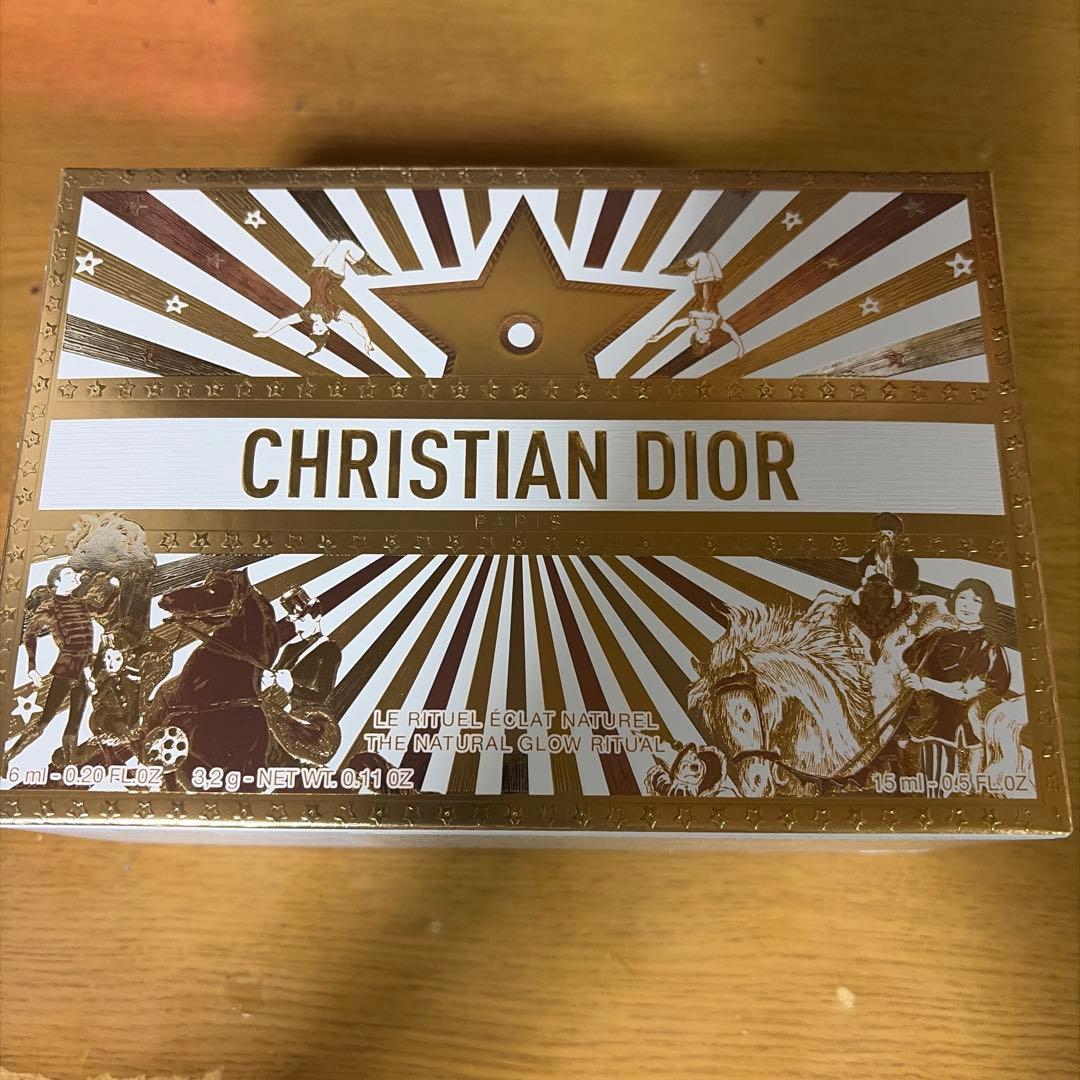 CHRISTIAN DIOR
PARIS
LE RITUEL ÉCLAT NATUREL
THE NATURAL GLOW RITUAL
6 ml - 0.20 FL.OZ 3,2 g - NET WT. 0.11 OZ 15 ml - 0.5 FL.OZ